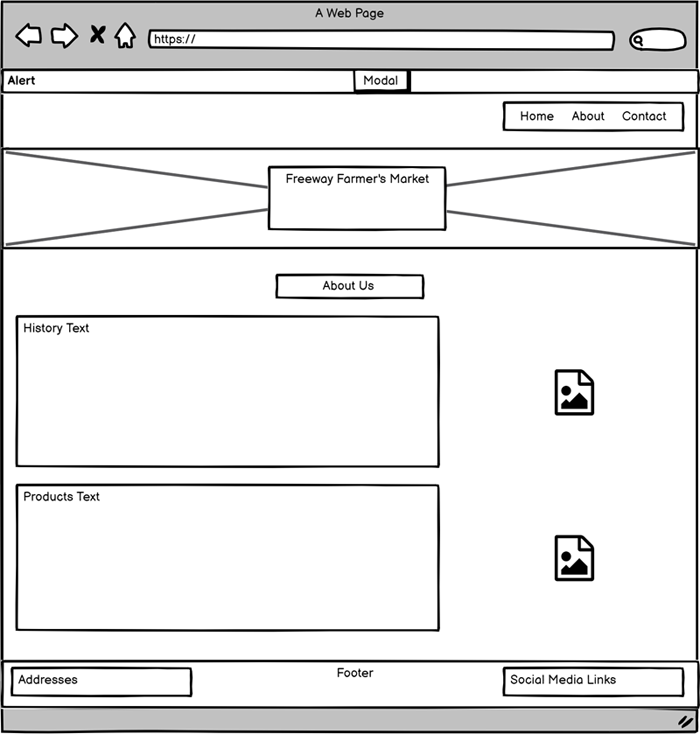 A Web Page
https://
Alert
Modal
Home About Contact
Freeway Farmer's Market
About Us
History Text
Products Text
Addresses
Footer
Social Media Links